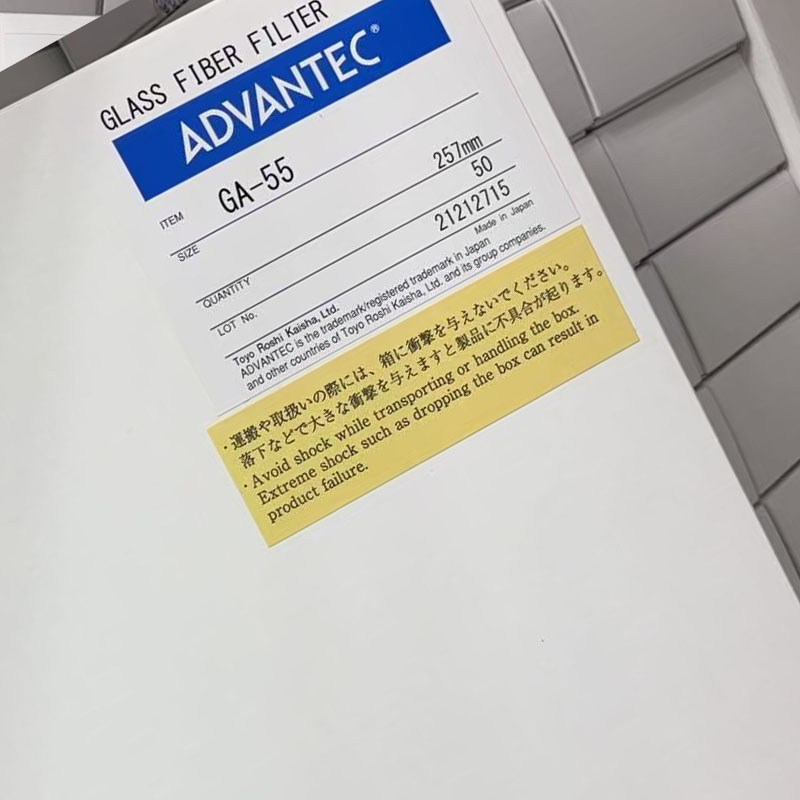 GLASS FIBER FILTER
ADVANTEC®
ITEM GA-55
SIZE 257mm
QUANTITY 50
LOT No. 21212715
Made in Japan
Toyo Roshi Kaisha, Ltd.
ADVANTEC is the trademark/registered trademark in Japan
and other countries of Toyo Roshi Kaisha, Ltd. and its group companies.
・運搬や取扱いの際には、箱に衝撃を与えないでください。
落下などで大きな衝撃を与えますと製品に不具合が起ります。
・Avoid shock while transporting or handling the box.
Extreme shock such as dropping the box can result in
product failure.